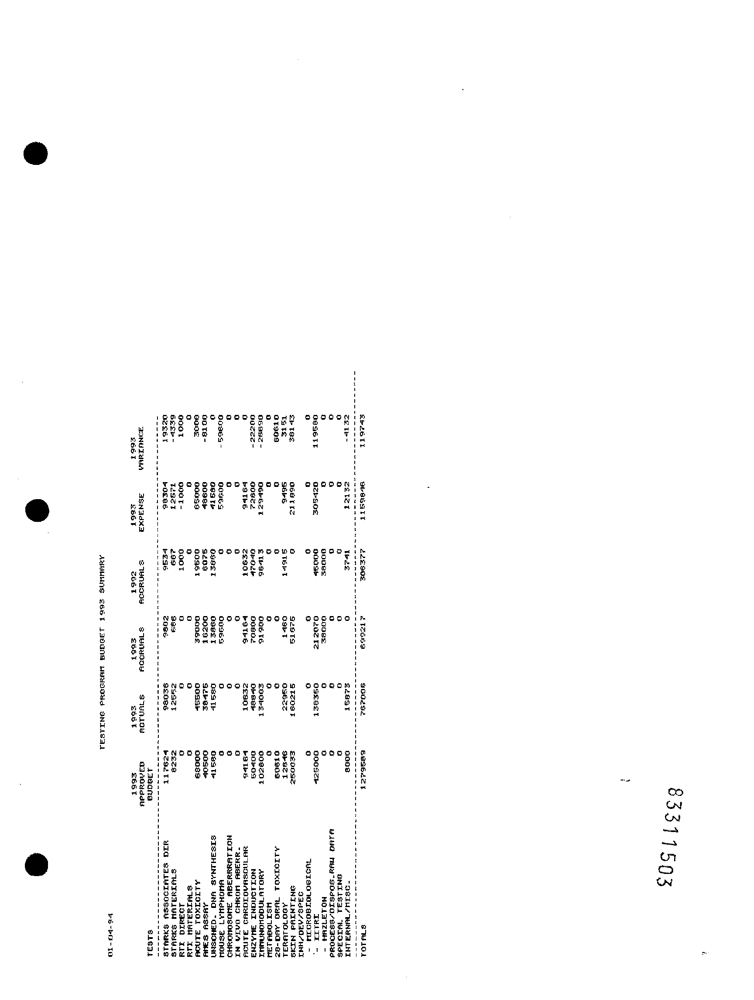 TESTING PROGRAM BUDGET 1993 SUMMARY
01-04-94
1993 1993 1993 1992 1993 1993
APPROVED ACTUALS ACCRUALS ACCRUALS EXPENSE VARIANCE
TESTS BUDGET
STARKS ASSOCIATES DIR 117624 98036 9802 9534 98304 19320
STARKS MATERIALS 8232 12552 686 667 12571 -4339
RTI DIRECT 0 0 0 1000 -1000 1000
RTI MATERIALS 0 0 0 0 0 0
ACUTE TOXICITY 68000 45500 39000 19500 65000 3000
AMES ASSAY 40500 38475 16200 6075 48600 -8100
UNSCHED. DNA SYNTHESIS 41580 41580 13860 13860 41580 0
MOUSE LYMPHOMA 0 0 59600 0 59600 -59600
CHROMOSOME ABERRRATION 0 0 0 0 0 0
IN VIVO CHROM ABERR. 0 0 0 0 0 0
ACUTE CARDIOVASCULAR 94164 10632 94164 10632 94164 0
ENZYME INDUCTION 50400 48840 70800 47040 72600 -22200
IMMUNOMODULATORY 102800 134003 91900 96413 129490 -26690
METABOLISM 0 0 0 0 0 0
28-DAY ORAL TOXICITY 60610 0 0 0 0 60610
TERATOLOGY 12646 22950 1460 14915 9495 3151
SKIN PAINTING 250033 160215 51675 0 211890 38143
INH/DEV/SPEC
- MICROBIOLOGICAL 0 0 0 0 0 0
- IITRI 425000 138350 212070 45000 305420 119580
- HAZLETON 0 0 38000 38000 0 0
PROCESS/DISPOS.RAW DATA 0 0 0 0 0 0
SPECIAL TESTING 0 0 0 0 0 0
INTERNAL/MISC. 8000 15873 0 3741 12132 -4132
TOTALS 1279589 767006 699217 306377 1159846 119743
83311503